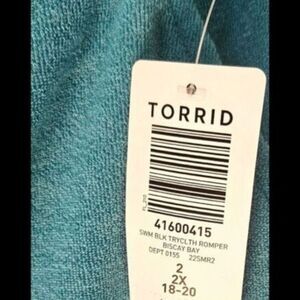 TORRID
41600415
SWM BLK TRYCLTH ROMPER
BISCAY BAY
DEPT 0155 22SMR2
2
2X
18-20